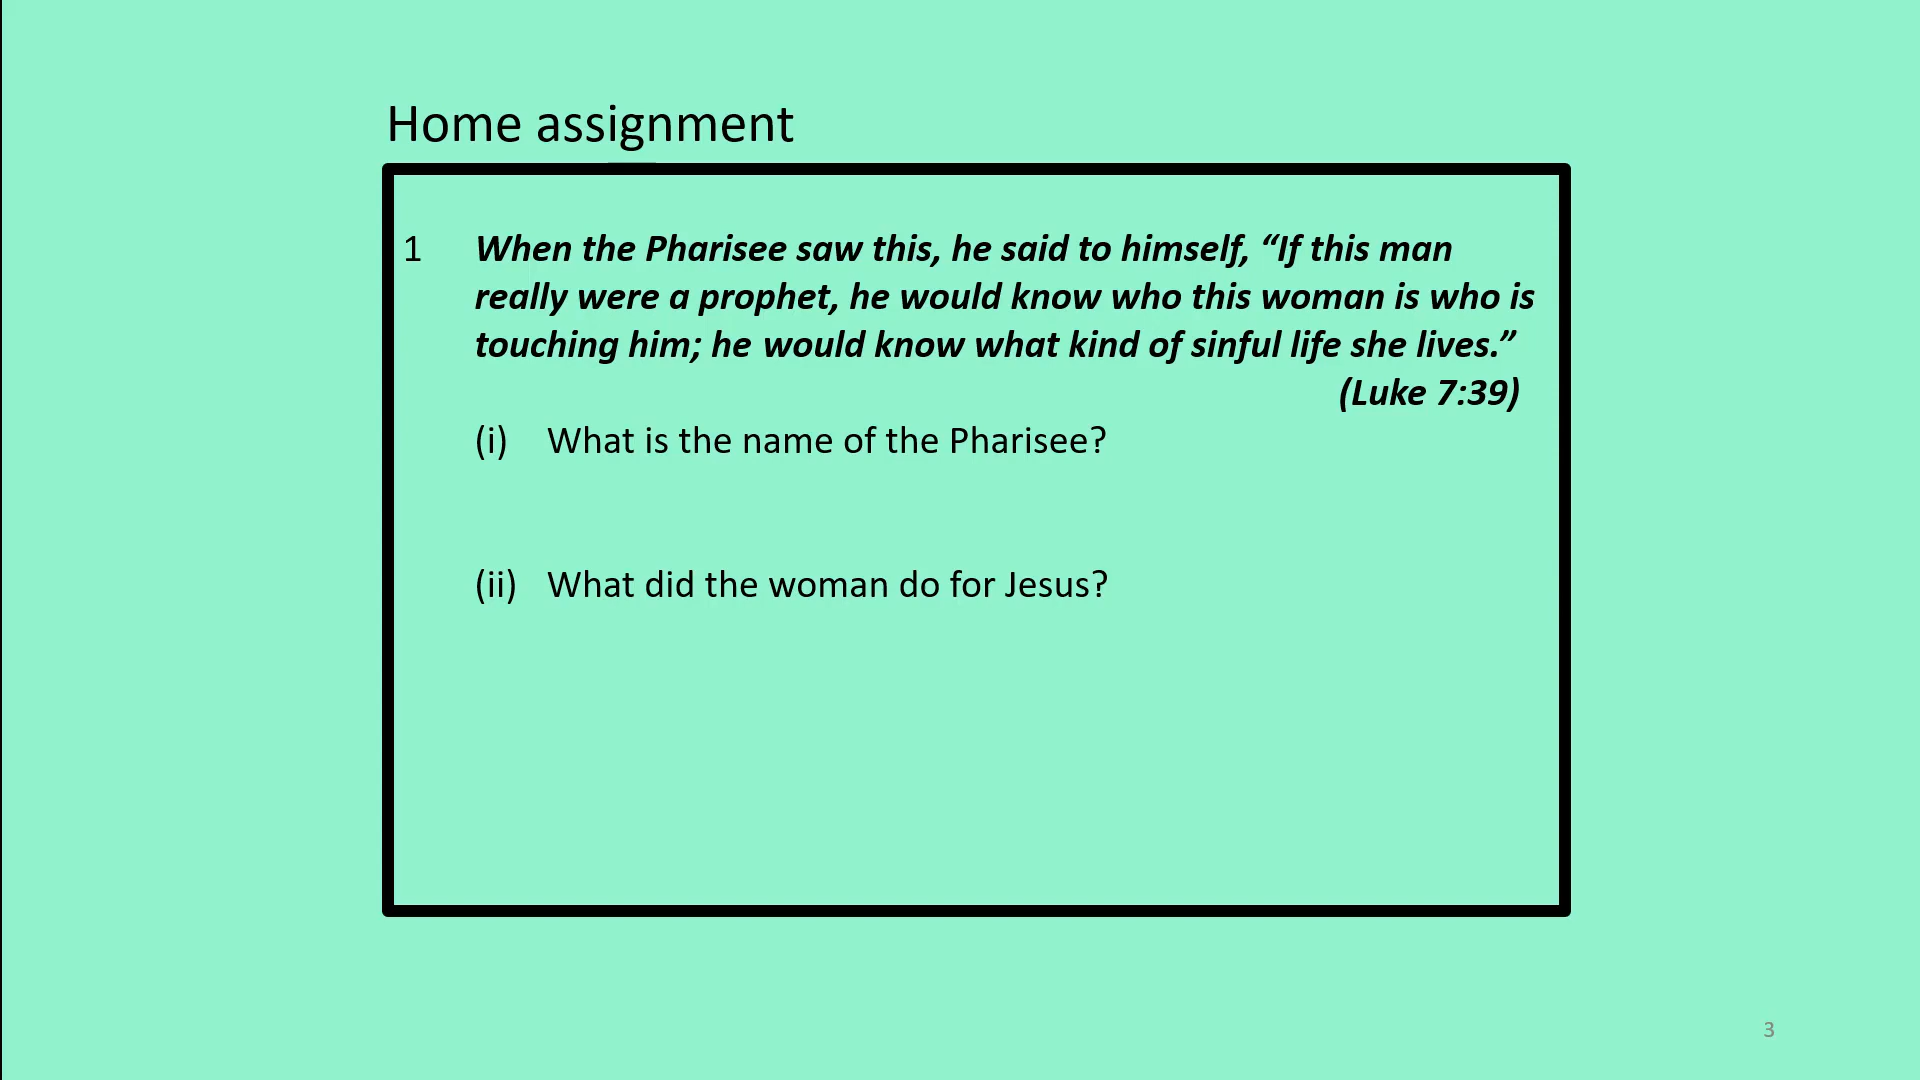 Home assignment
1 When the Pharisee saw this, he said to himself, “If this man
really were a prophet, he would know who this woman is who is
touching him; he would know what kind of sinful life she lives.”
(Luke 7:39)
(i) What is the name of the Pharisee?
(ii) What did the woman do for Jesus?
3